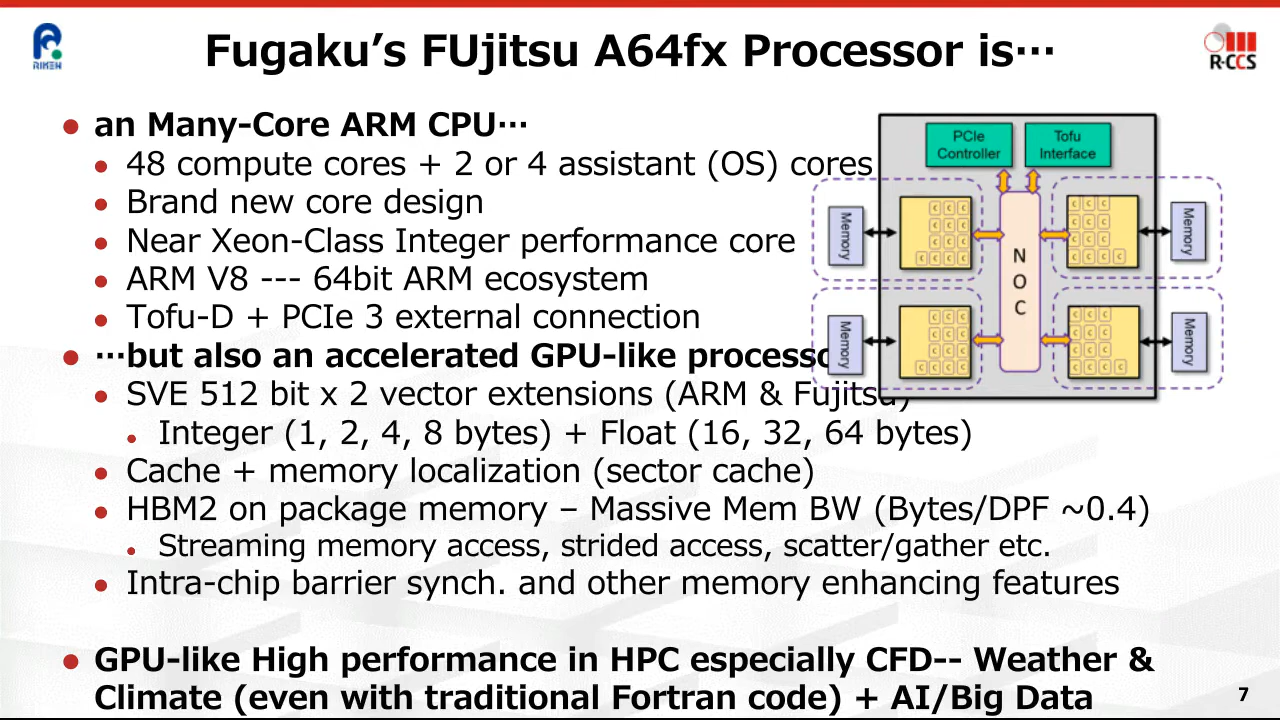 RIKEN
Fugaku’s FUjitsu A64fx Processor is…
R-CCS
● an Many-Core ARM CPU…
● 48 compute cores + 2 or 4 assistant (OS) cores
● Brand new core design
● Near Xeon-Class Integer performance core
● ARM V8 --- 64bit ARM ecosystem
● Tofu-D + PCIe 3 external connection
● …but also an accelerated GPU-like processo
● SVE 512 bit x 2 vector extensions (ARM & Fujitsu)
● Integer (1, 2, 4, 8 bytes) + Float (16, 32, 64 bytes)
● Cache + memory localization (sector cache)
● HBM2 on package memory – Massive Mem BW (Bytes/DPF ~0.4)
● Streaming memory access, strided access, scatter/gather etc.
● Intra-chip barrier synch. and other memory enhancing features
● GPU-like High performance in HPC especially CFD-- Weather &
Climate (even with traditional Fortran code) + AI/Big Data
PCIe
Controller
Tofu
Interface
Memory
C C C
C C C
C C C
C C C C
N
O
C
C C C
C C C
C C C
C C C C
Memory
Memory
C C C
C C C
C C C
C C C C
C C C
C C C
C C C
C C C C
Memory
7